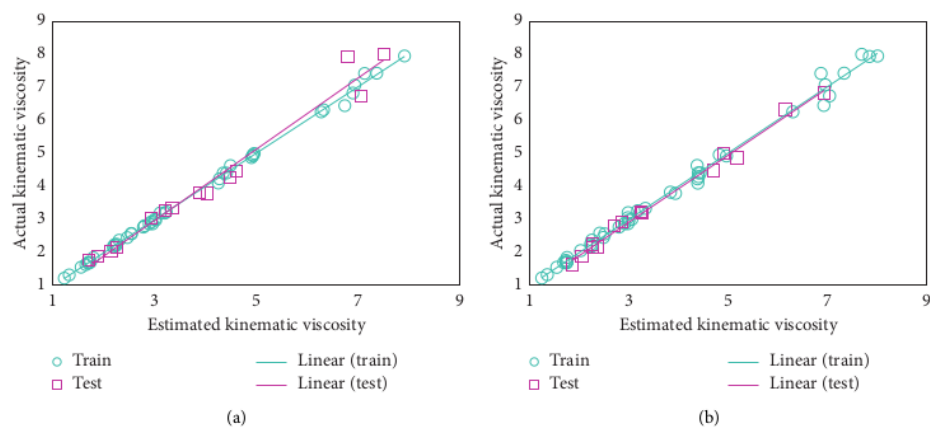 9
8
7
6
5
4
3
2
1
Actual kinematic viscosity
1 3 5 7 9
Estimated kinematic viscosity
Train Linear (train)
Test Linear (test)
(a)
9
8
7
6
5
4
3
2
1
Actual kinematic viscosity
1 3 5 7 9
Estimated kinematic viscosity
Train Linear (train)
Test Linear (test)
(b)